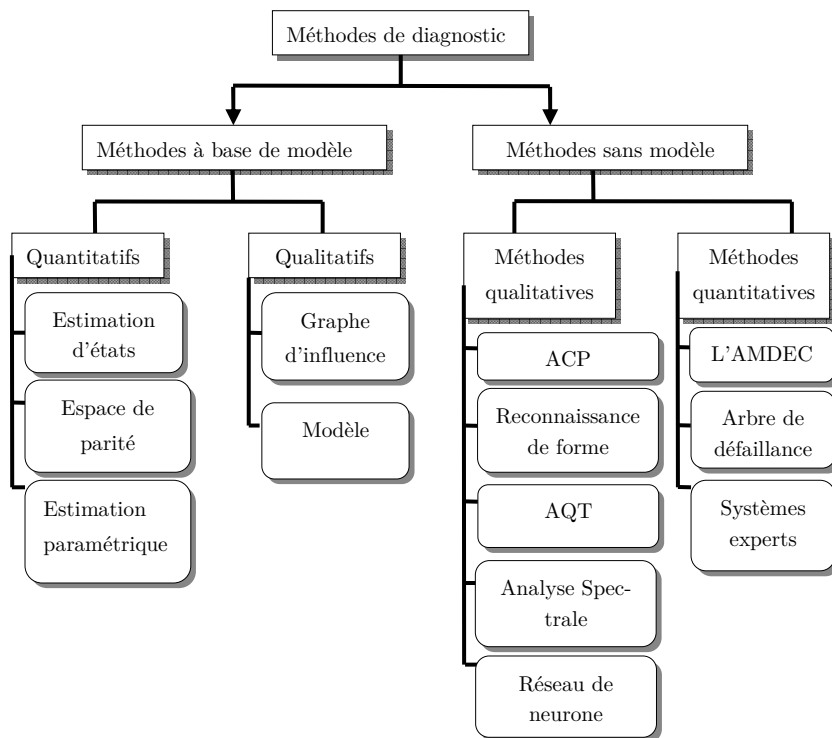 Méthodes de diagnostic
Méthodes à base de modèle
Méthodes sans modèle
Quantitatifs
Qualitatifs
Méthodes
qualitatives
Méthodes
quantitatives
Estimation
d'états
Espace de
parité
Estimation
paramétrique
Graphe
d'influence
Modèle
ACP
Reconnaissance
de forme
AQT
Analyse Spec-
trale
Réseau de
neurone
L'AMDEC
Arbre de
défaillance
Systèmes
experts